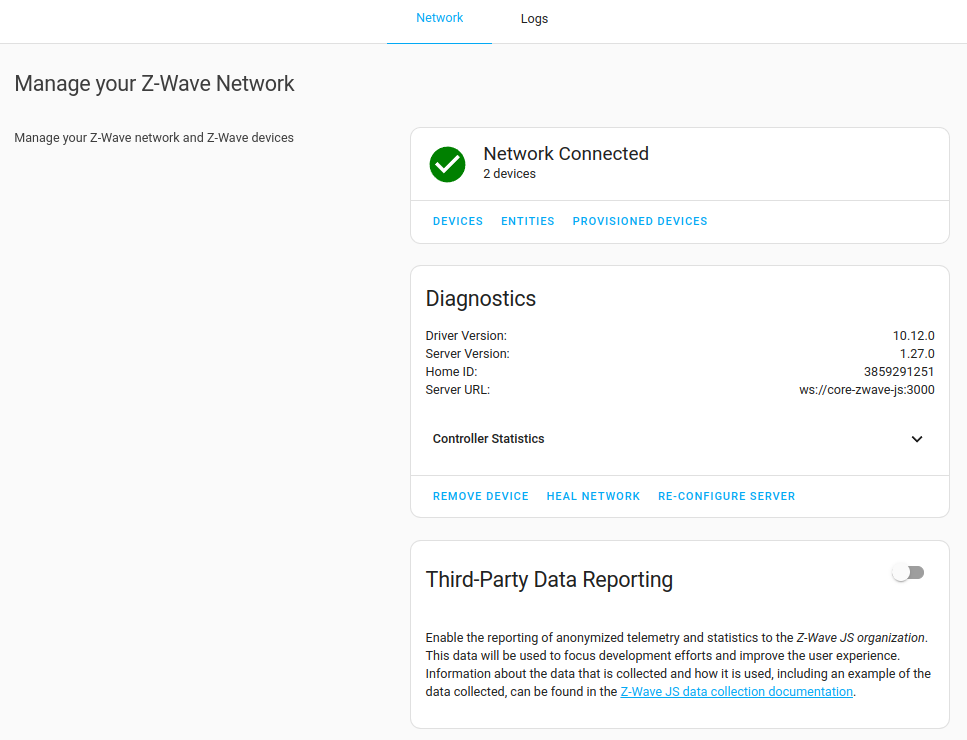 Network
Logs
Manage your Z-Wave Network
Manage your Z-Wave network and Z-Wave devices
Network Connected
2 devices
DEVICES ENTITIES PROVISIONED DEVICES
Diagnostics
Driver Version: 10.12.0
Server Version: 1.27.0
Home ID: 3859291251
Server URL: ws://core-zwave-js:3000
Controller Statistics
REMOVE DEVICE HEAL NETWORK RE-CONFIGURE SERVER
Third-Party Data Reporting
Enable the reporting of anonymized telemetry and statistics to the Z-Wave JS organization.
This data will be used to focus development efforts and improve the user experience.
Information about the data that is collected and how it is used, including an example of the
data collected, can be found in the Z-Wave JS data collection documentation.